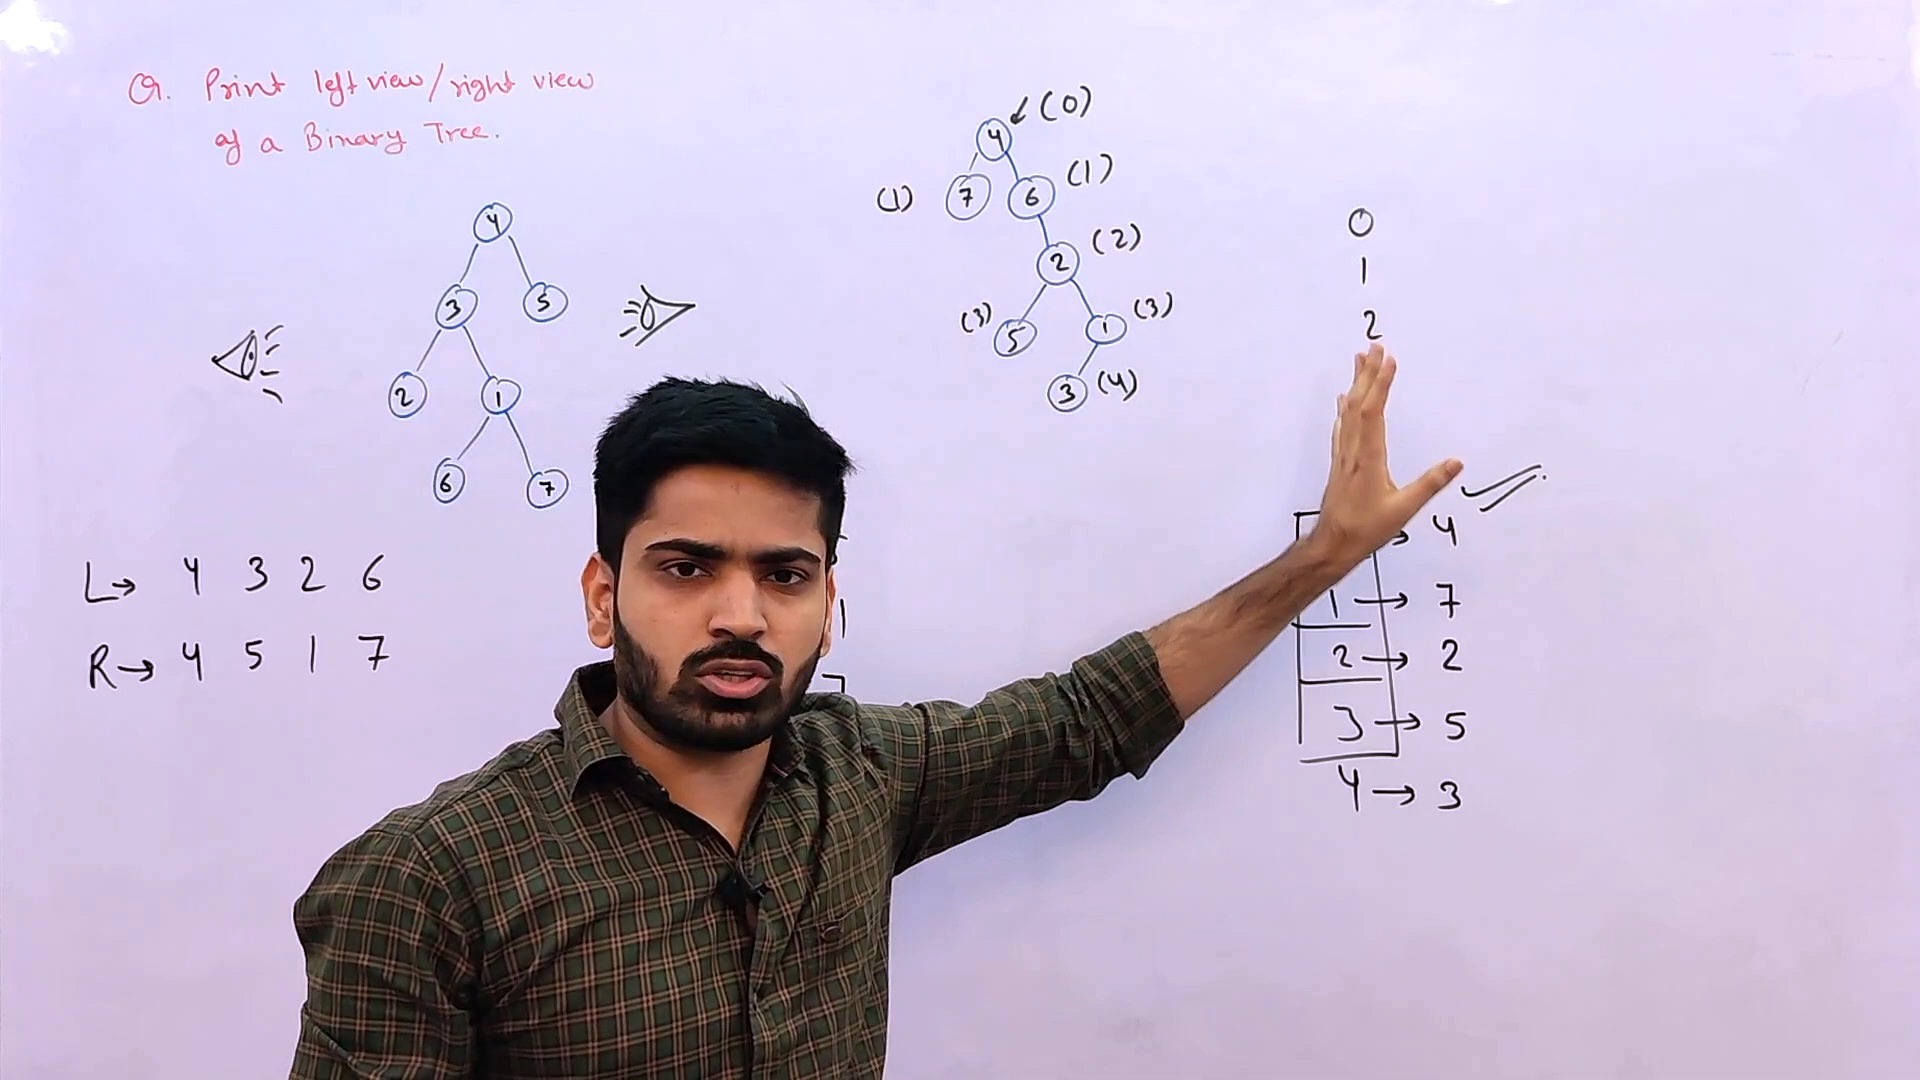 Q. Print left view/right view
of a Binary Tree.
4
3 5
2 1
6 7
L→ 4 3 2 6
R→ 4 5 1 7
4 (0)
(1) 7 6 (1)
2 (2)
(3) 5 1 (3)
3 (4)
0
1
2
4
1 → 7
2 → 2
3 → 5
4 → 3